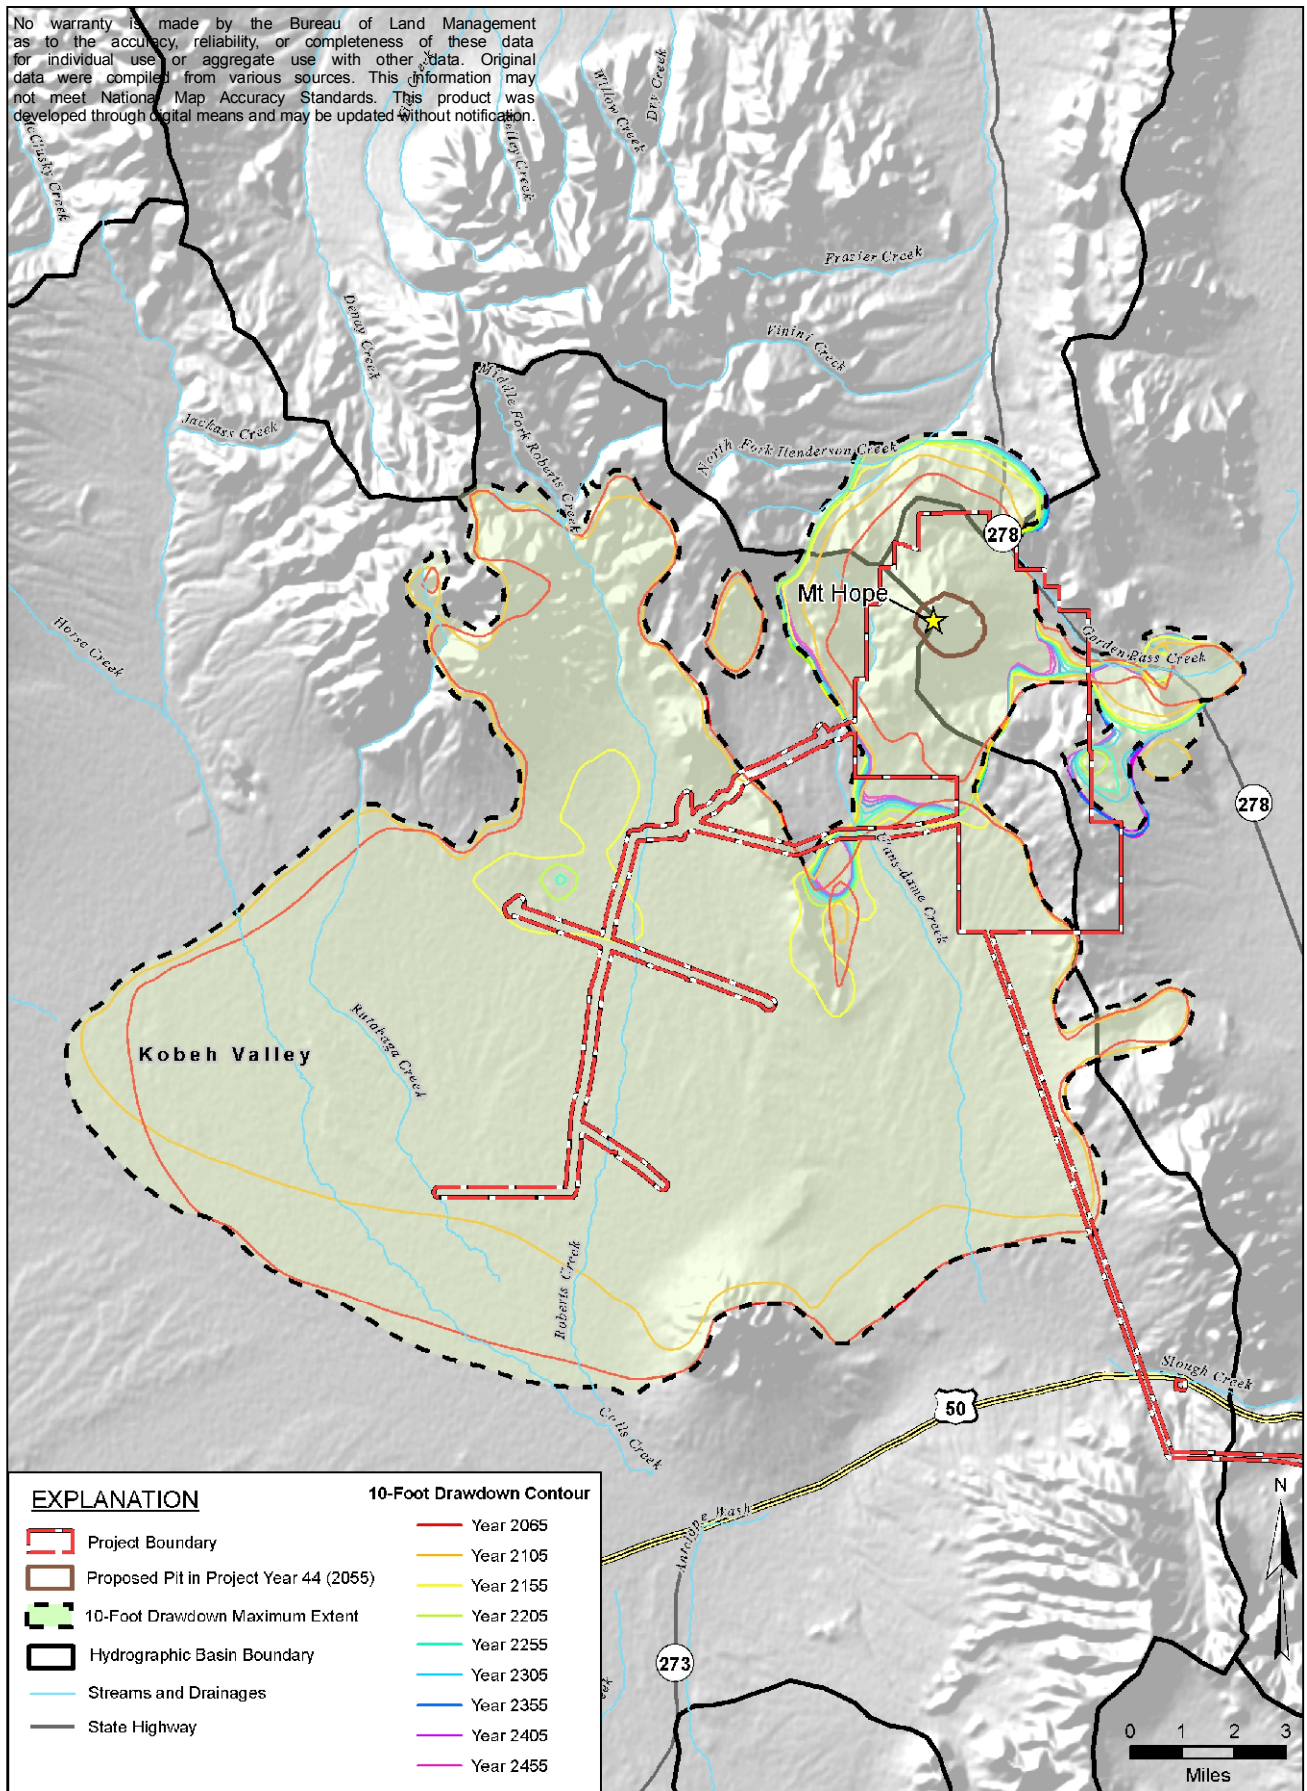 No warranty is made by the Bureau of Land Management
as to the accuracy, reliability, or completeness of these data
for individual use or aggregate use with other data. Original
data were compiled from various sources. This information may
not meet National Map Accuracy Standards. This product was
developed through digital means and may be updated without notification.
McClusky Creek
Kelley Creek
Willow Creek
Dry Creek
Frazier Creek
Vinini Creek
Denay Creek
Jackass Creek
Middle Fork Roberts Creek
North Fork Henderson Creek
278
Mt Hope
Garden Pass Creek
Horse Creek
278
Rutabaga Creek
Kobeh Valley
Roberts Creek
Coils Creek
Slough Creek
50
Antelope Wash
273
N
0 1 2 3
Miles
EXPLANATION
Project Boundary
Proposed Pit in Project Year 44 (2055)
10-Foot Drawdown Maximum Extent
Hydrographic Basin Boundary
Streams and Drainages
State Highway
10-Foot Drawdown Contour
Year 2065
Year 2105
Year 2155
Year 2205
Year 2255
Year 2305
Year 2355
Year 2405
Year 2455